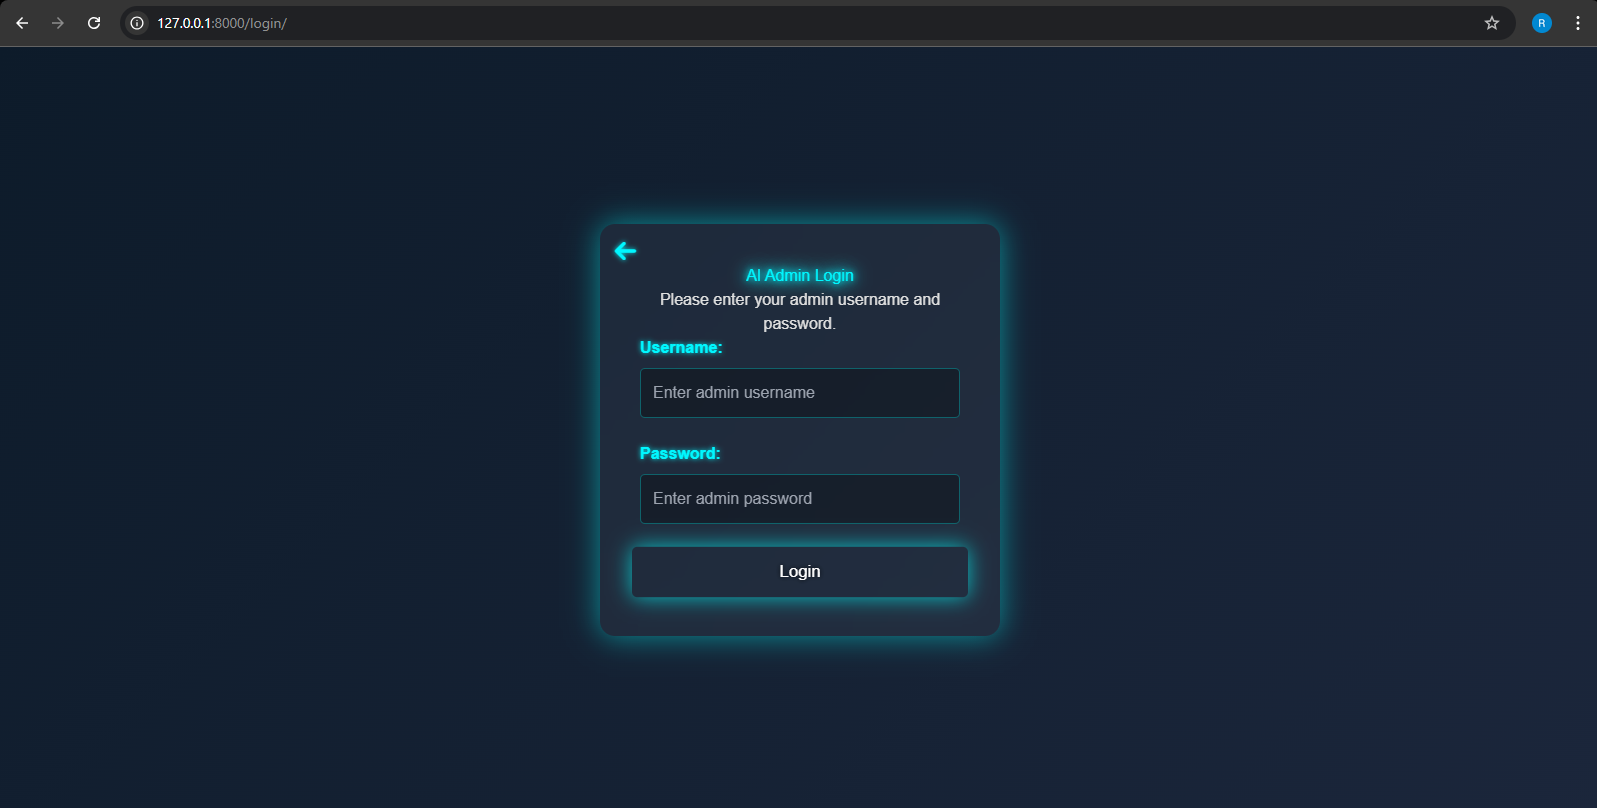 127.0.0.1:8000/login/
R
AI Admin Login
Please enter your admin username and
password.
Username:
Enter admin username
Password:
Enter admin password
Login